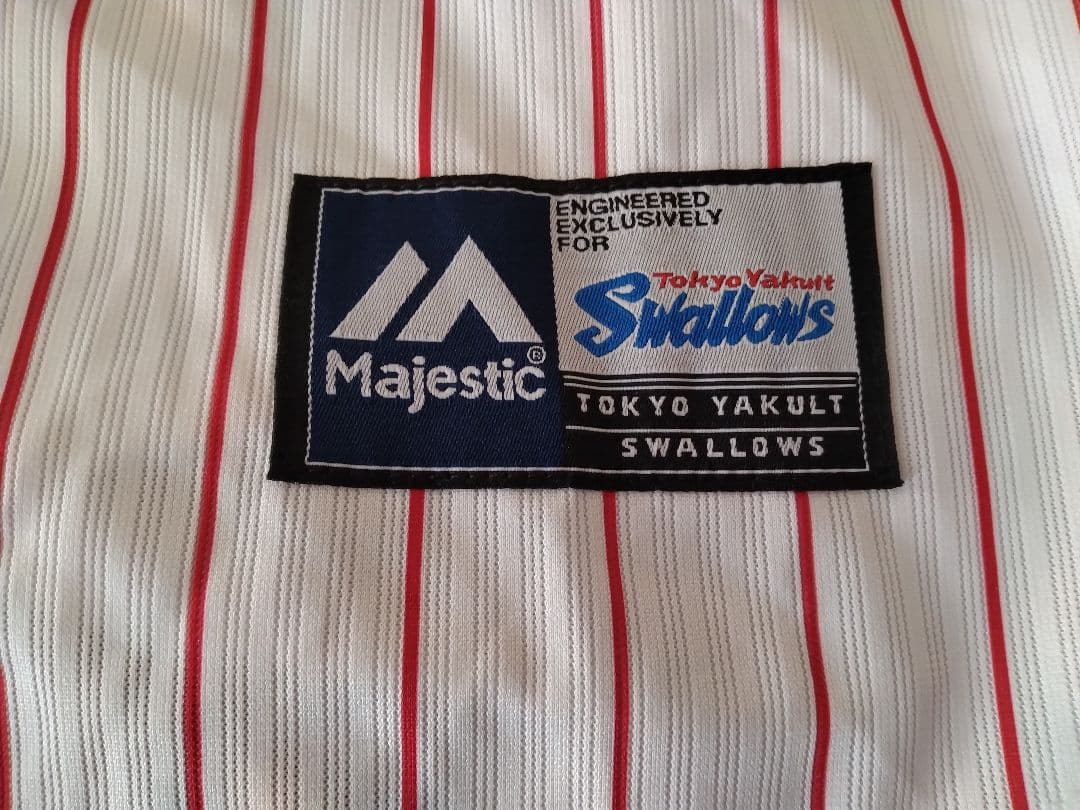 Majestic®
ENGINEERED
EXCLUSIVELY
FOR
Tokyo Yakult
Swallows
TOKYO YAKULT
SWALLOWS